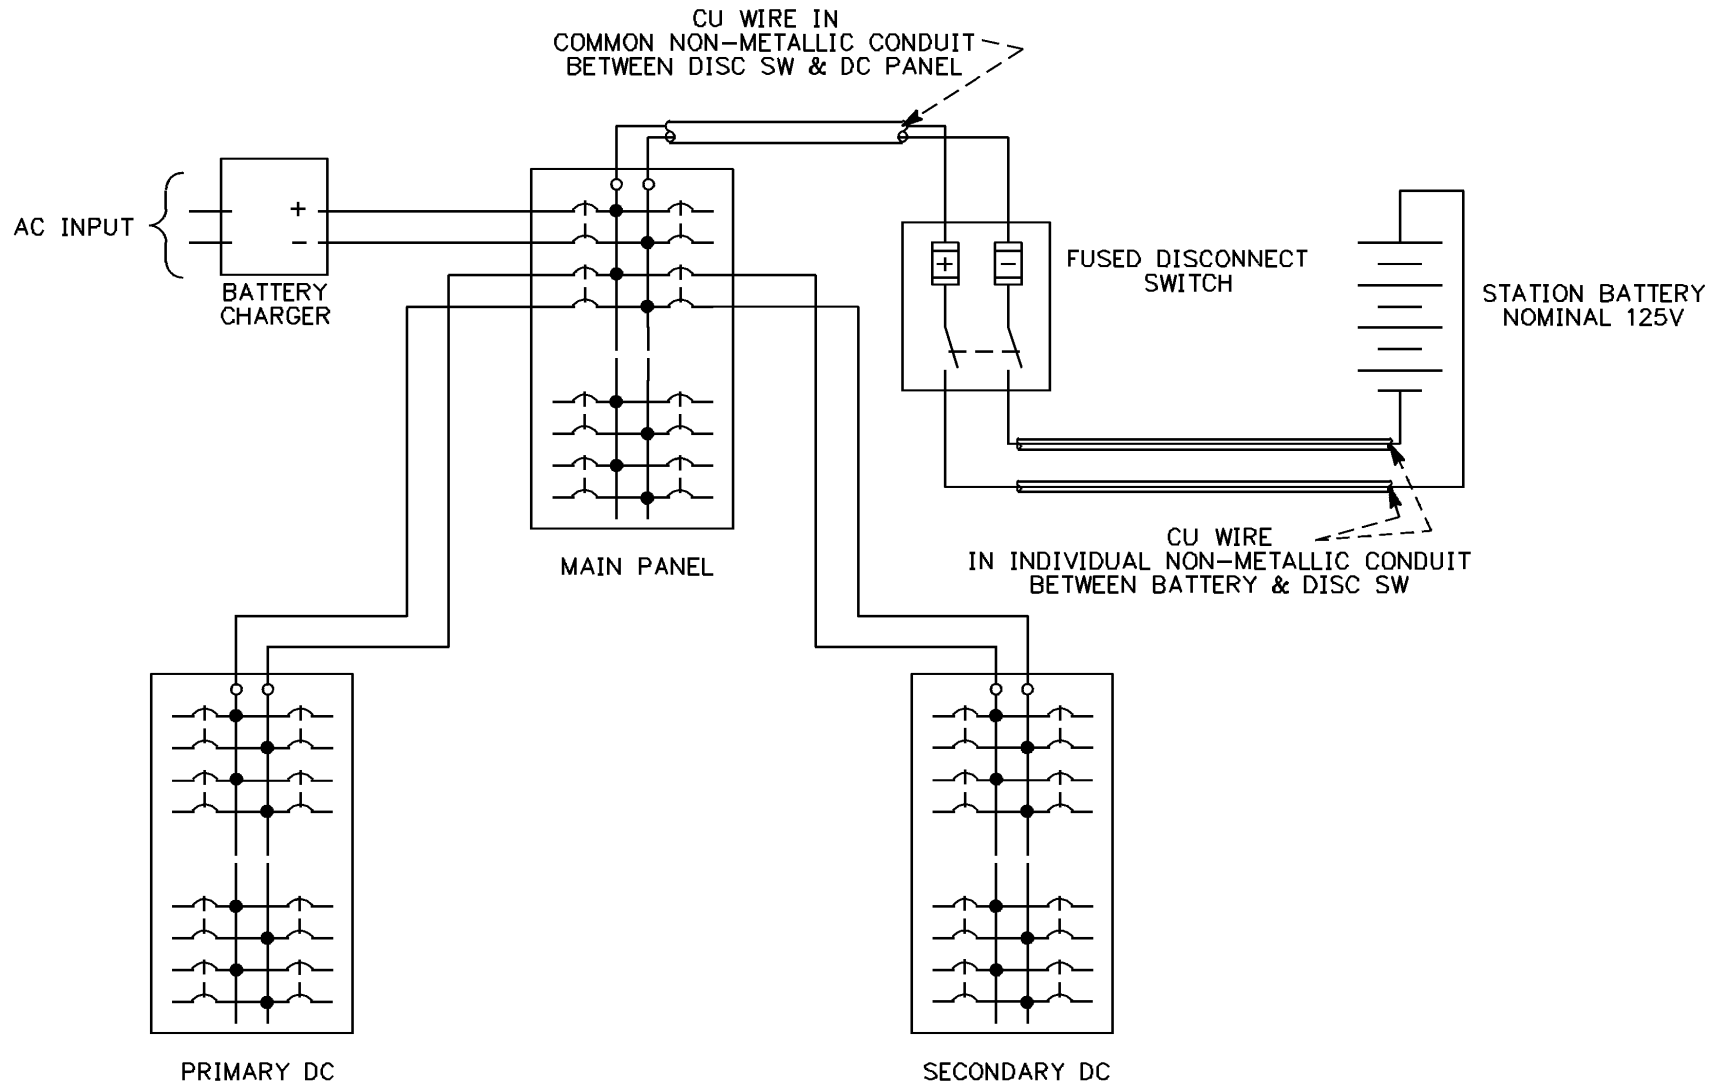 CU WIRE IN
COMMON NON-METALLIC CONDUIT
BETWEEN DISC SW & DC PANEL
AC INPUT
+
-
BATTERY
CHARGER
+
-
FUSED DISCONNECT
SWITCH
STATION BATTERY
NOMINAL 125V
MAIN PANEL
CU WIRE
IN INDIVIDUAL NON-METALLIC CONDUIT
BETWEEN BATTERY & DISC SW
PRIMARY DC
SECONDARY DC